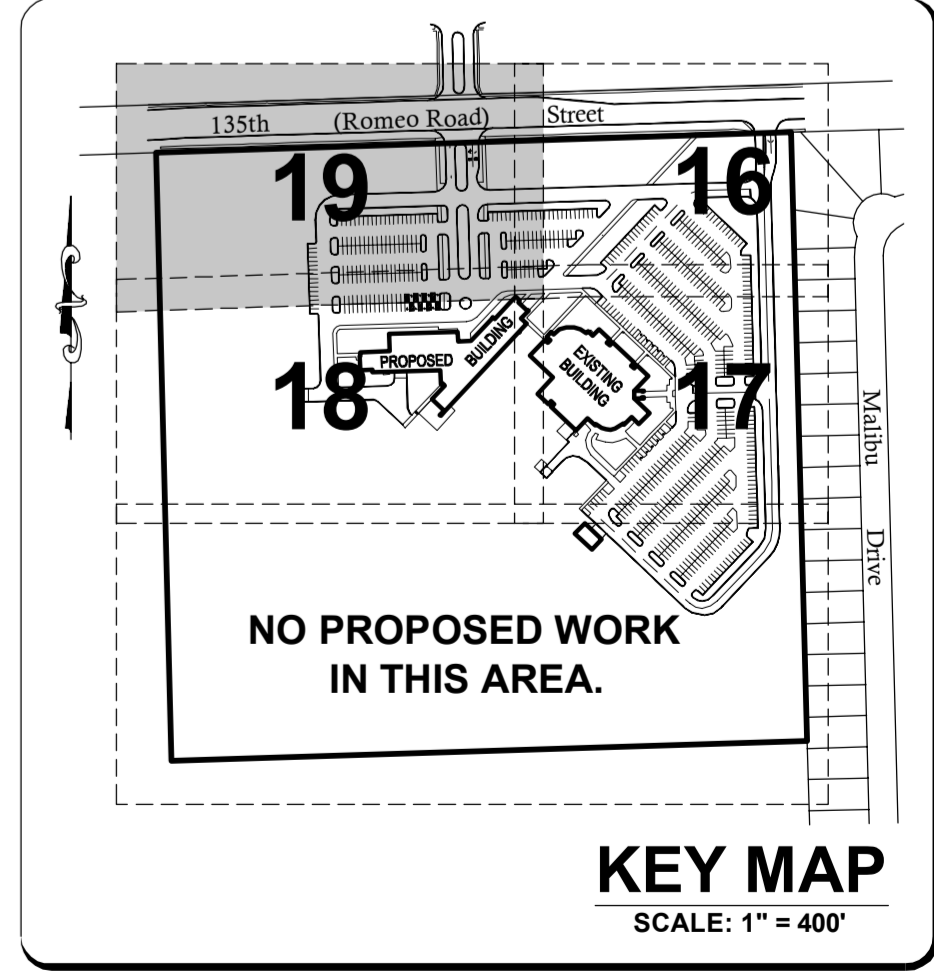 135th (Romeo Road) Street
19
16
PROPOSED BUILDING
EXISTING
BUILDING
18
17
Malibu Drive
NO PROPOSED WORK
IN THIS AREA.
KEY MAP
SCALE: 1" = 400'